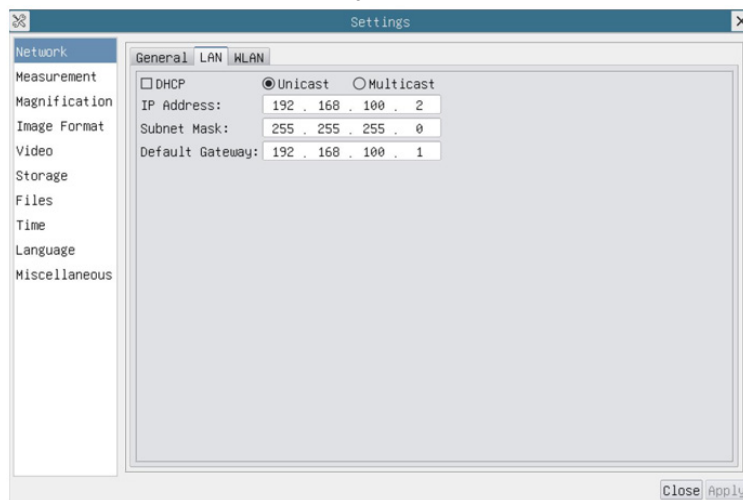 Settings
Network
Measurement
Magnification
Image Format
Video
Storage
Files
Time
Language
Miscellaneous
General LAN WLAN
DHCP Unicast Multicast
IP Address: 192 . 168 . 100 . 2
Subnet Mask: 255 . 255 . 255 . 0
Default Gateway: 192 . 168 . 100 . 1
Close Apply